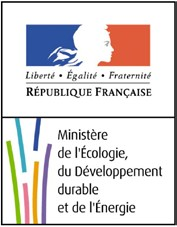 Liberté • Égalité • Fraternité
RÉPUBLIQUE FRANÇAISE
Ministère
de l'Écologie,
du Développement
durable
et de l'Énergie